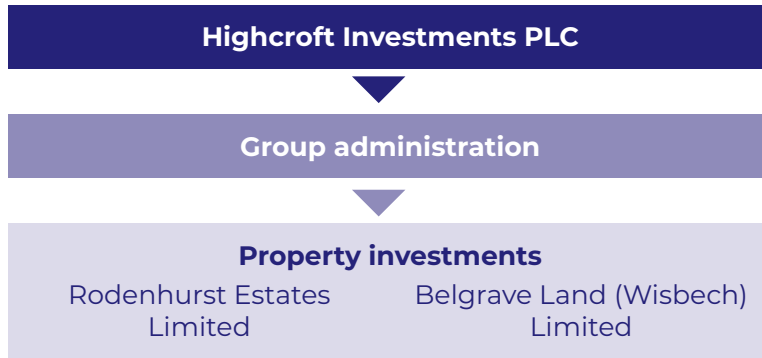 Highcroft Investments PLC
Group administration
Property investments
Rodenhurst Estates
Limited
Belgrave Land (Wisbech)
Limited